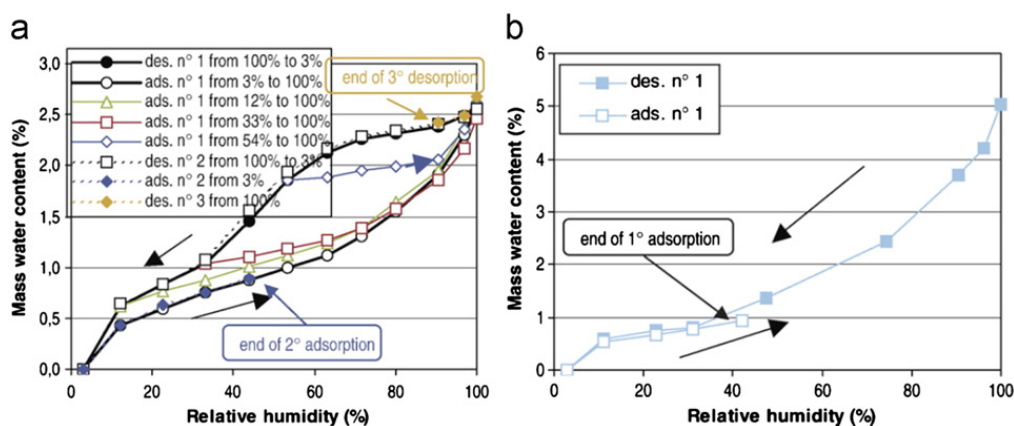 a
Mass water content (%)
3,0
2,5
2,0
1,5
1,0
0,5
0,0
0
20
40
60
80
100
Relative humidity (%)
des. n° 1 from 100% to 3%
ads. n° 1 from 3% to 100%
ads. n° 1 from 12% to 100%
ads. n° 1 from 33% to 100%
ads. n° 1 from 54% to 100%
des. n° 2 from 100% to 3%
ads. n° 2 from 3%
des. n° 3 from 100%
end of 3° desorption
end of 2° adsorption
b
Mass water content (%)
6
5
4
3
2
1
0
0
20
40
60
80
100
Relative humidity (%)
des. n° 1
ads. n° 1
end of 1° adsorption